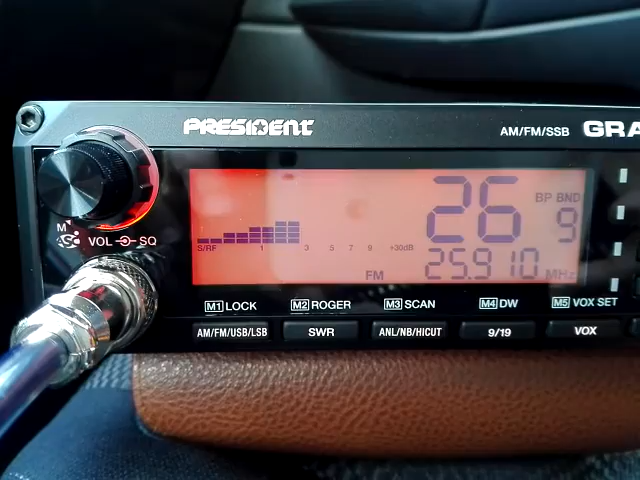 PRESIDENT
AM/FM/SSB GRA
M
ASC VOL SQ
26 BP BND 9
S/RF 1 3 5 7 9 +30dB
FM 25.910 MHz
M1 LOCK M2 ROGER M3 SCAN M4 DW M5 VOX SET
AM/FM/USB/LSB SWR ANL/NB/HICUT 9/19 VOX